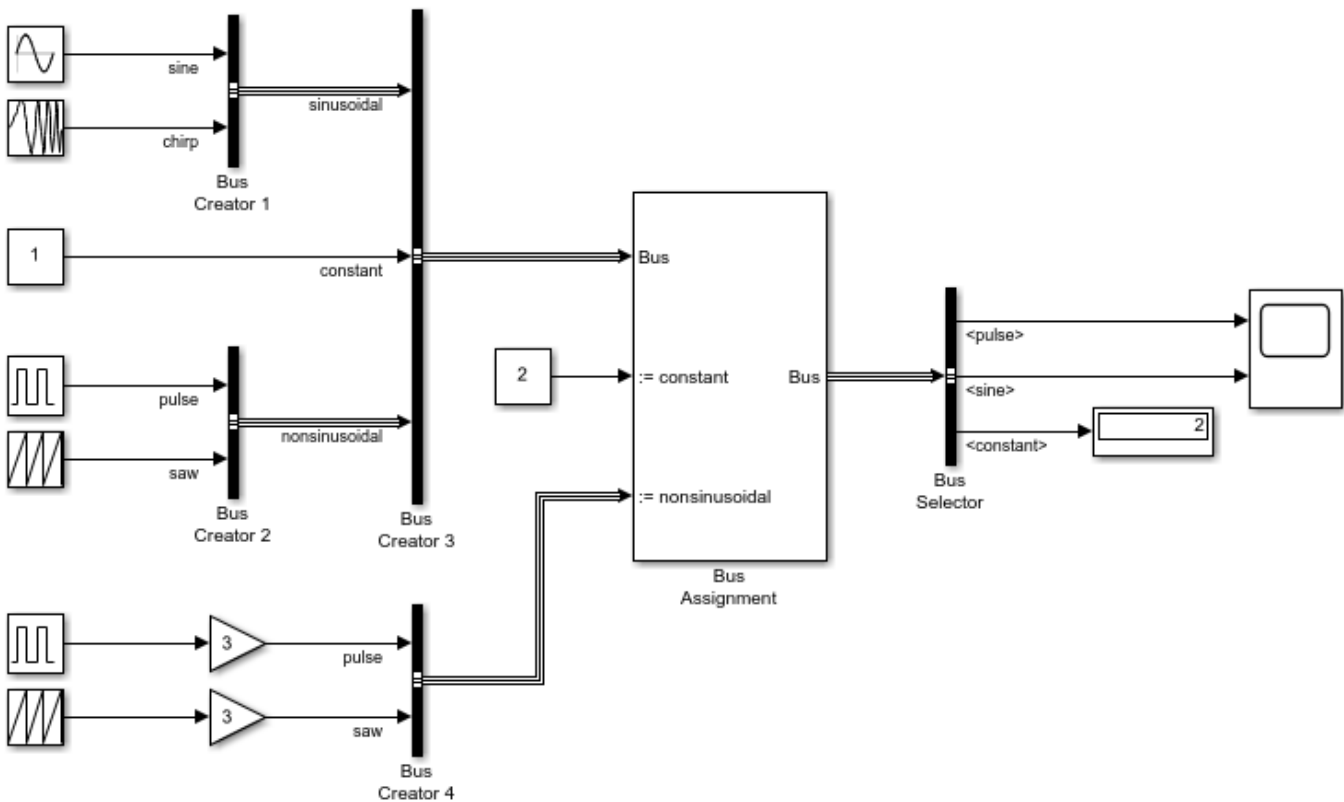 sine
chirp
Bus
Creator 1
sinusoidal
1
constant
pulse
saw
Bus
Creator 2
nonsinusoidal
Bus
Creator 3
3
pulse
3
saw
Bus
Creator 4
2
Bus
:= constant
:= nonsinusoidal
Bus
Bus
Assignment
<pulse>
<sine>
<constant>
Bus
Selector
2